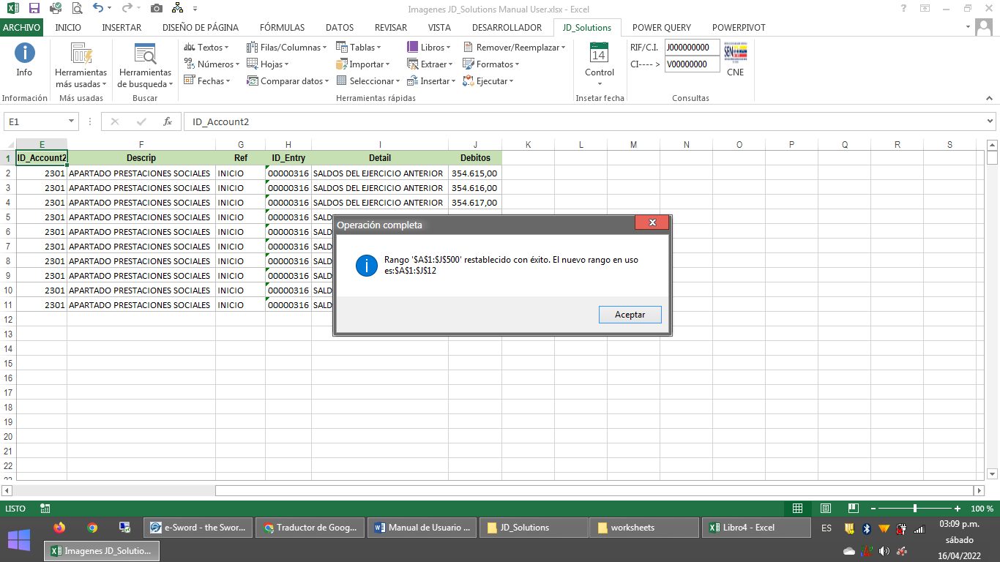 Imagenes JD_Solutions Manual User.xlsx - Excel
ARCHIVO INICIO INSERTAR DISEÑO DE PÁGINA FÓRMULAS DATOS REVISAR VISTA DESARROLLADOR JD_Solutions POWER QUERY POWERPIVOT
Info
Información
Herramientas
más usadas
Más usadas
Herramientas
de busqueda
Buscar
abc Textos Filas/Columnas Tablas Libros Remover/Reemplazar
Números Hojas Importar Extraer Formatos
Fechas Comparar datos Seleccionar Insertar Ejecutar
Herramientas rápidas
14
Control
Insetar fecha
RIF/C.I. J000000000
CI---- > V00000000
CNE
Consultas
E1 fx ID_Account2
E F G H I J K L M N O P Q R S
1 ID_Account2 Descrip Ref ID_Entry Detail Debitos
2 2301 APARTADO PRESTACIONES SOCIALES INICIO 00000316 SALDOS DEL EJERCICIO ANTERIOR 354.615,00
3 2301 APARTADO PRESTACIONES SOCIALES INICIO 00000316 SALDOS DEL EJERCICIO ANTERIOR 354.616,00
4 2301 APARTADO PRESTACIONES SOCIALES INICIO 00000316 SALDOS DEL EJERCICIO ANTERIOR 354.617,00
5 2301 APARTADO PRESTACIONES SOCIALES INICIO 00000316 SALD
6 2301 APARTADO PRESTACIONES SOCIALES INICIO 00000316 SALD
7 2301 APARTADO PRESTACIONES SOCIALES INICIO 00000316 SALD
8 2301 APARTADO PRESTACIONES SOCIALES INICIO 00000316 SALD
9 2301 APARTADO PRESTACIONES SOCIALES INICIO 00000316 SALD
10 2301 APARTADO PRESTACIONES SOCIALES INICIO 00000316 SALD
11 2301 APARTADO PRESTACIONES SOCIALES INICIO 00000316 SALD
12
13
14
15
16
17
18
19
20
21
22
Operación completa
Rango '$A$1:$J$500' restablecido con éxito. El nuevo rango en uso
es:$A$1:$J$12
Aceptar
LISTO 100 %
e-Sword - the Swor... Traductor de Goog... Manual de Usuario ... JD_Solutions worksheets Libro4 - Excel ES
Imagenes JD_Solutio...
03:09 p.m.
sábado
16/04/2022